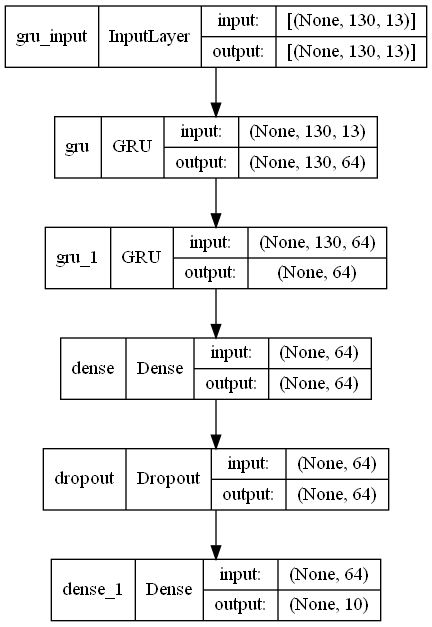 gru_input InputLayer input: [(None, 130, 13)]
output: [(None, 130, 13)]
gru GRU input: (None, 130, 13)
output: (None, 130, 64)
gru_1 GRU input: (None, 130, 64)
output: (None, 64)
dense Dense input: (None, 64)
output: (None, 64)
dropout Dropout input: (None, 64)
output: (None, 64)
dense_1 Dense input: (None, 64)
output: (None, 10)